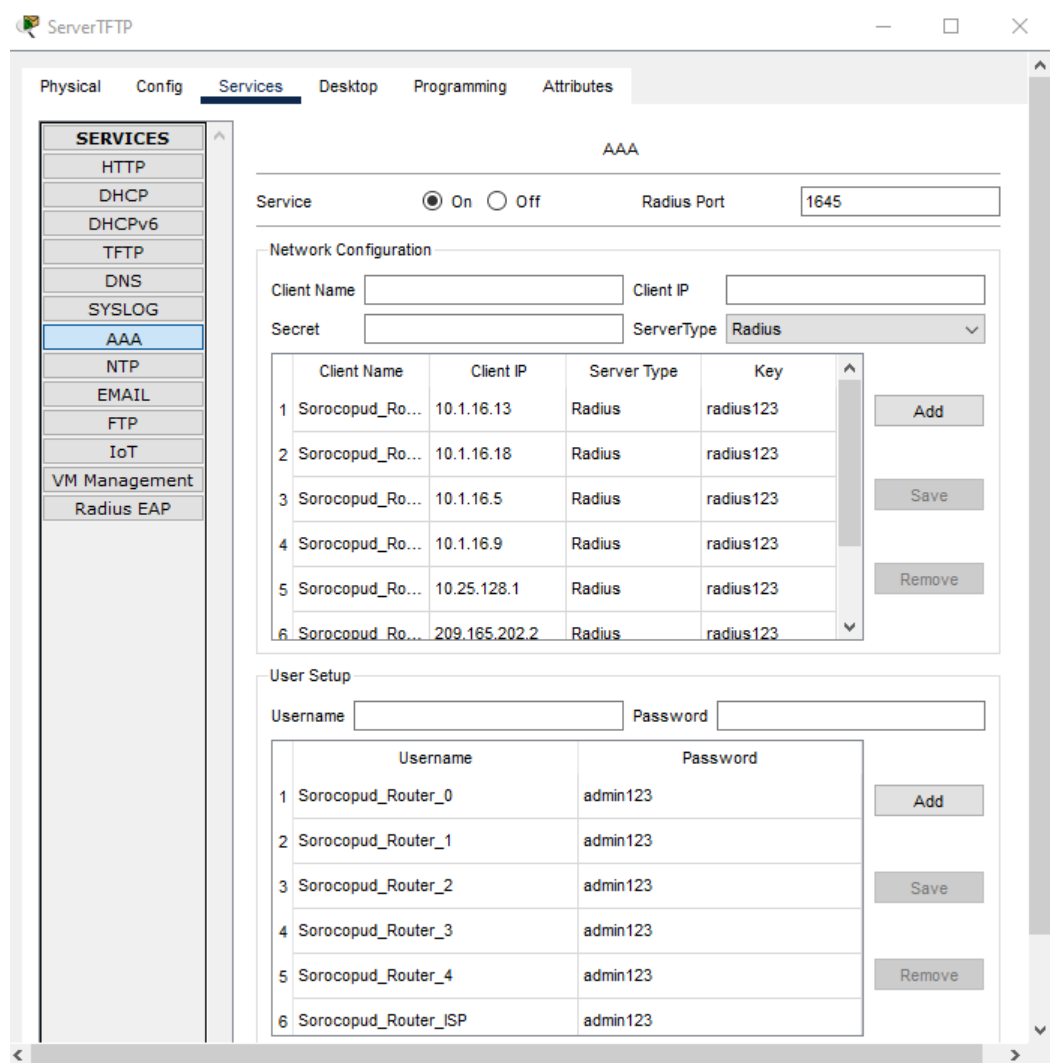 ServerTFTP
Physical Config Services Desktop Programming Attributes
SERVICES
HTTP
DHCP
DHCPv6
TFTP
DNS
SYSLOG
AAA
NTP
EMAIL
FTP
IoT
VM Management
Radius EAP
AAA
Service On Off Radius Port 1645
Network Configuration
Client Name Client IP
Secret ServerType Radius
Client Name Client IP Server Type Key
1 Sorocopud_Ro... 10.1.16.13 Radius radius123
2 Sorocopud_Ro... 10.1.16.18 Radius radius123
3 Sorocopud_Ro... 10.1.16.5 Radius radius123
4 Sorocopud_Ro... 10.1.16.9 Radius radius123
5 Sorocopud_Ro... 10.25.128.1 Radius radius123
6 Sorocopud_Ro... 209.165.202.2 Radius radius123
Add
Save
Remove
User Setup
Username Password
Username Password
1 Sorocopud_Router_0 admin123
2 Sorocopud_Router_1 admin123
3 Sorocopud_Router_2 admin123
4 Sorocopud_Router_3 admin123
5 Sorocopud_Router_4 admin123
6 Sorocopud_Router_ISP admin123
Add
Save
Remove